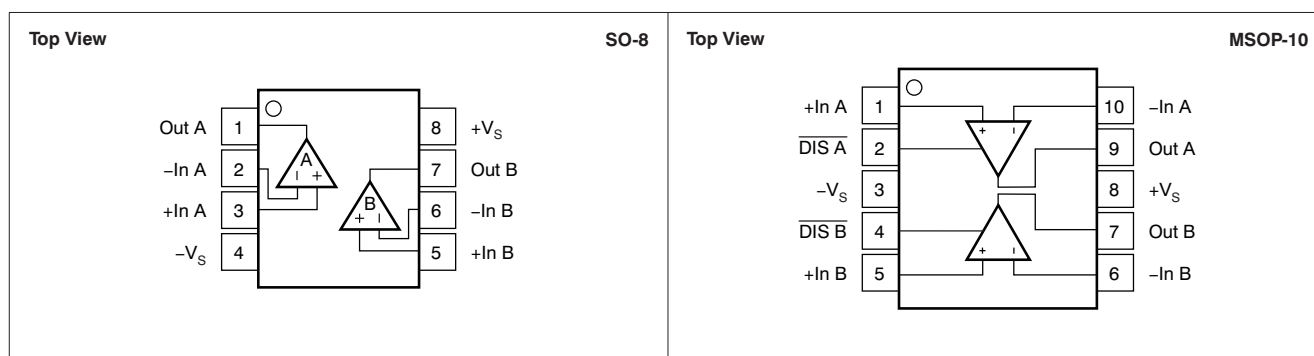 Top View SO-8
Out A 1 8 +VS
−In A 2 A 7 Out B
− +
+In A 3 B 6 −In B
+ −
−VS 4 5 +In B
Top View MSOP-10
+In A 1 10 −In A
+ −
DIS A 2 9 Out A
−VS 3 8 +VS
DIS B 4 7 Out B
+ −
+In B 5 6 −In B